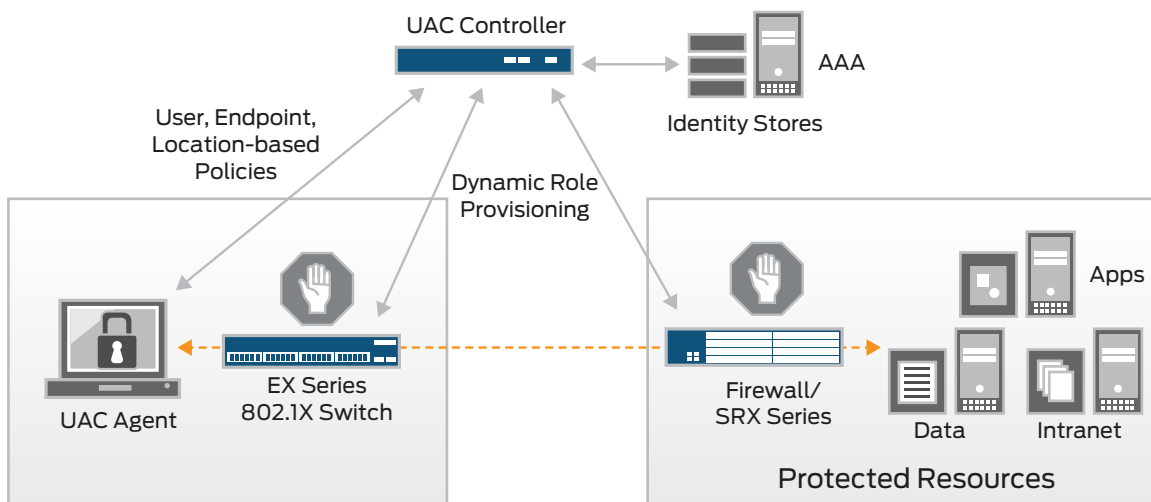 UAC Controller
AAA
Identity Stores
User, Endpoint,
Location-based
Policies
Dynamic Role
Provisioning
Apps
UAC Agent
EX Series
802.1X Switch
Firewall/
SRX Series
Data
Intranet
Protected Resources